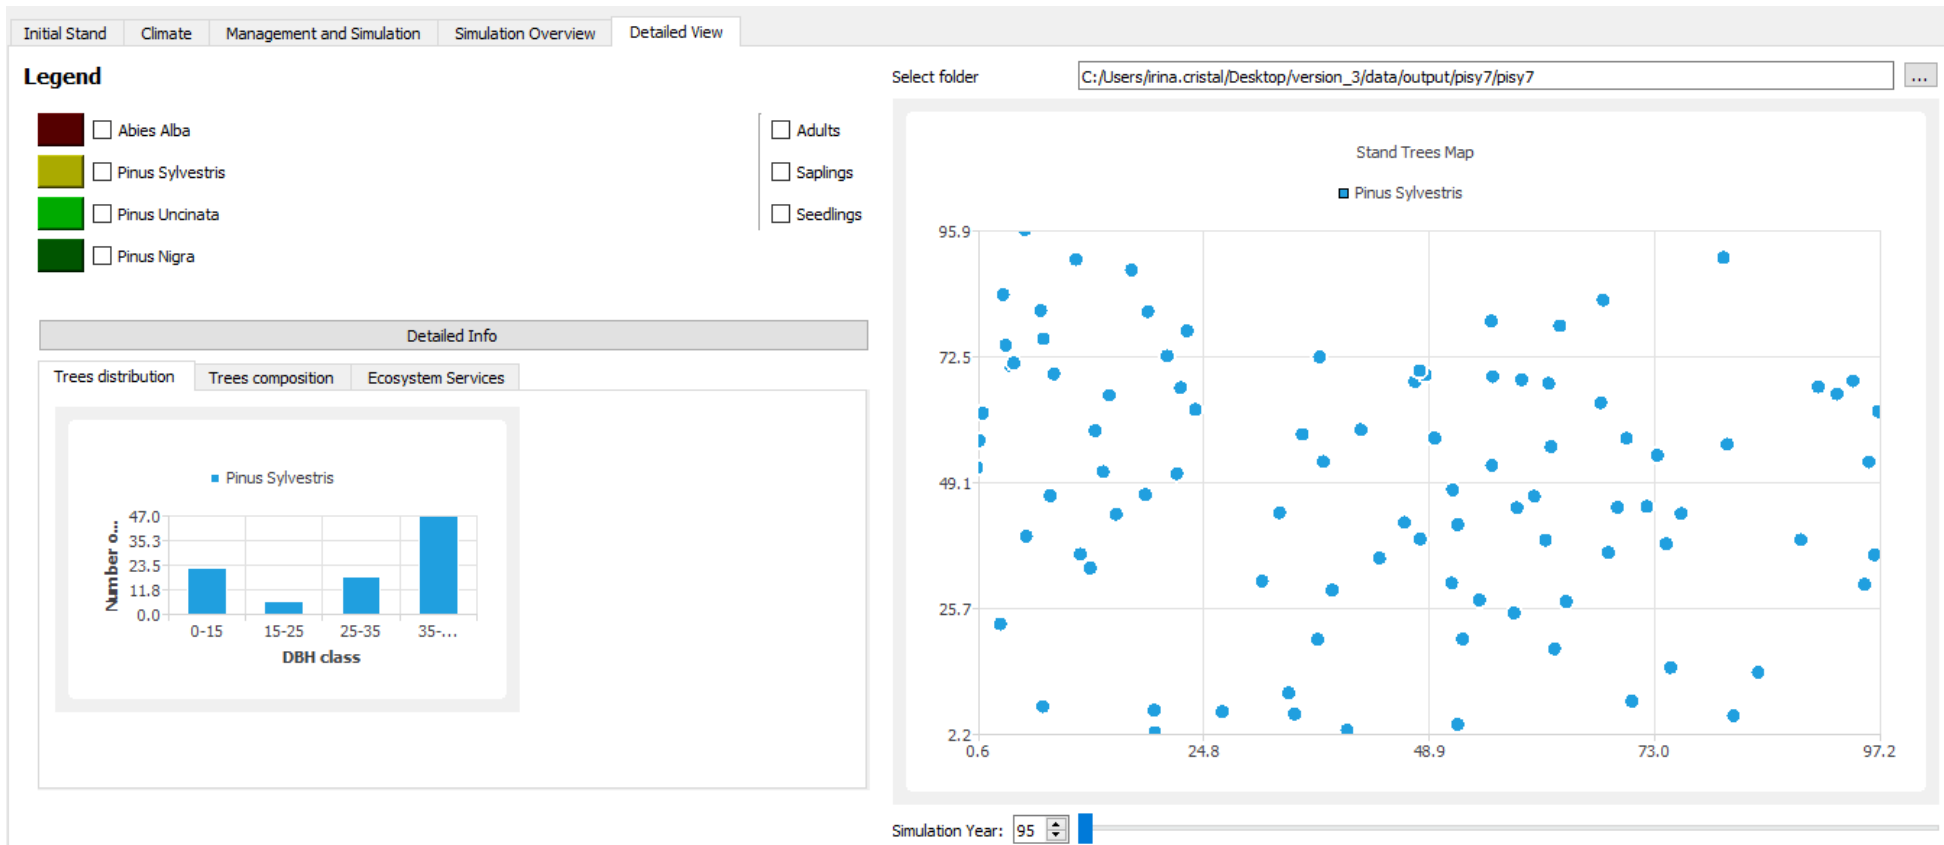 Initial Stand Climate Management and Simulation Simulation Overview Detailed View
Legend
Abies Alba
Pinus Sylvestris
Pinus Uncinata
Pinus Nigra
Adults
Saplings
Seedlings
Detailed Info
Trees distribution Trees composition Ecosystem Services
Pinus Sylvestris
Number o...
47.0
35.3
23.5
11.8
0.0
0-15 15-25 25-35 35-...
DBH class
Select folder C:/Users/irina.cristal/Desktop/version_3/data/output/pisy7/pisy7 ...
Stand Trees Map
Pinus Sylvestris
95.9
72.5
49.1
25.7
2.2
0.6 24.8 48.9 73.0 97.2
Simulation Year: 95